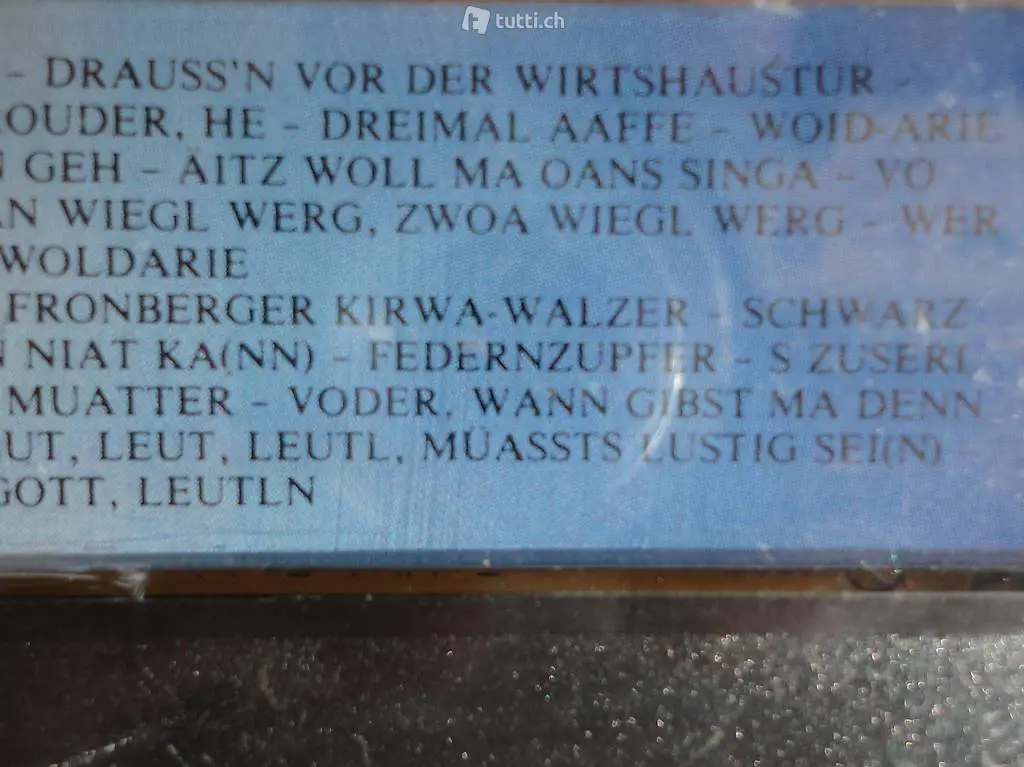 tutti.ch
- DRAUSS'N VOR DER WIRTSHAUSTÜR -
OUDER, HE - DREIMAL AAFFE - WOID-ARIE
GEH - ÄITZ WOLL MA OANS SINGA - VO
AN WIEGL WERG, ZWOA WIEGL WERG - WER
WOLDARIE
FRONBERGER KIRWA-WALZER - SCHWARZ
NIAT KA(NN) - FEDERNZUPFER - S ZUSERL
MUATTER - VODER, WANN GIBST MA DENN
UT, LEUT, LEUTL, MÜASSTS LUSTIG SEI(N) -
GOTT, LEUTLN